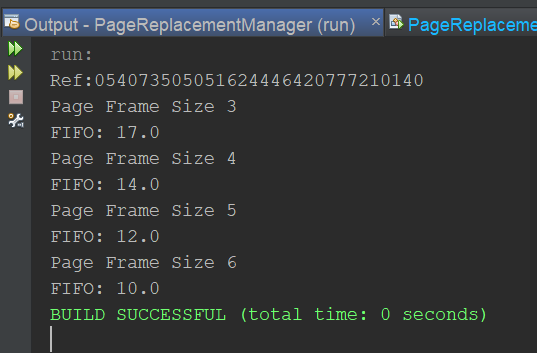 Output - PageReplacementManager (run) × PageReplaceme
run:
Ref:054073505051624446420777210140
Page Frame Size 3
FIFO: 17.0
Page Frame Size 4
FIFO: 14.0
Page Frame Size 5
FIFO: 12.0
Page Frame Size 6
FIFO: 10.0
BUILD SUCCESSFUL (total time: 0 seconds)